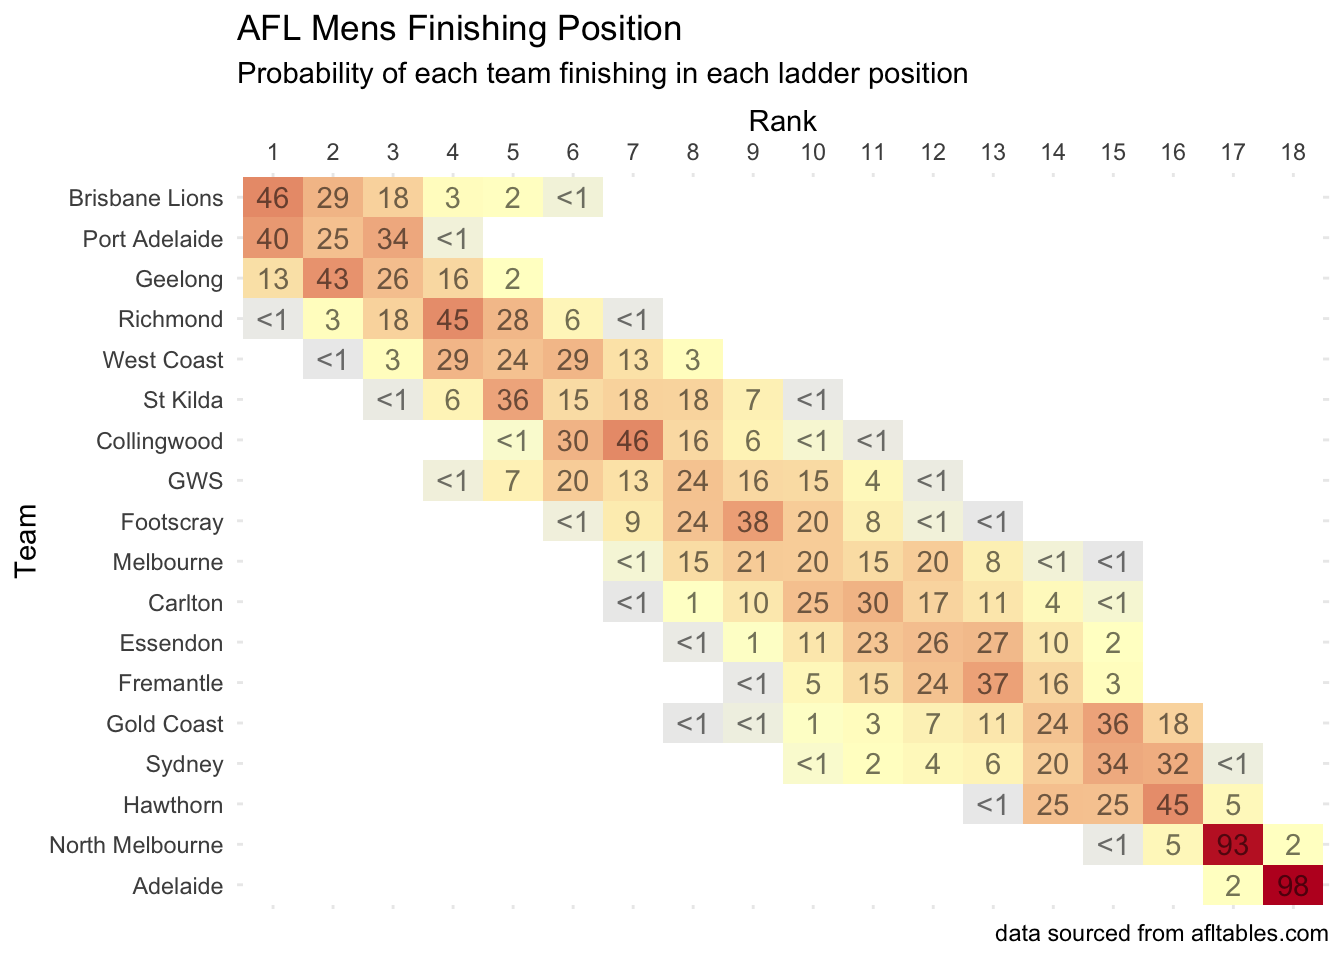 AFL Mens Finishing Position
Probability of each team finishing in each ladder position
Rank
1 2 3 4 5 6 7 8 9 10 11 12 13 14 15 16 17 18
Team
Brisbane Lions 46 29 18 3 2 <1
Port Adelaide 40 25 34 <1
Geelong 13 43 26 16 2
Richmond <1 3 18 45 28 6 <1
West Coast <1 3 29 24 29 13 3
St Kilda <1 6 36 15 18 18 7 <1
Collingwood <1 30 46 16 6 <1 <1
GWS <1 7 20 13 24 16 15 4 <1
Footscray <1 9 24 38 20 8 <1 <1
Melbourne <1 15 21 20 15 20 8 <1 <1
Carlton <1 1 10 25 30 17 11 4 <1
Essendon <1 1 11 23 26 27 10 2
Fremantle <1 5 15 24 37 16 3
Gold Coast <1 <1 1 3 7 11 24 36 18
Sydney <1 2 4 6 20 34 32 <1
Hawthorn <1 25 25 45 5
North Melbourne <1 5 93 2
Adelaide 2 98
data sourced from afltables.com